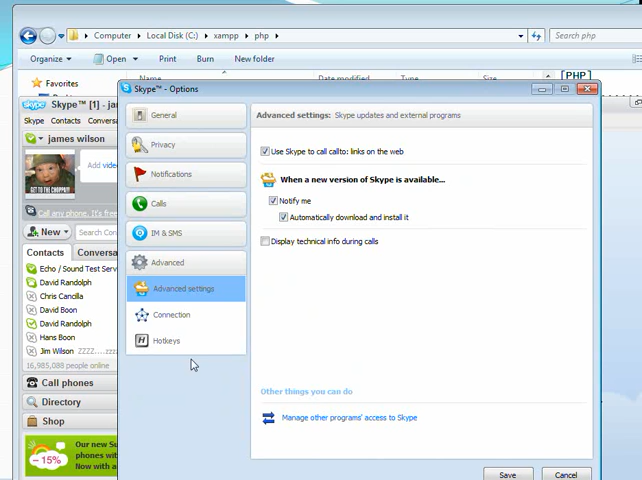 Computer ▸ Local Disk (C:) ▸ xampp ▸ php ▸
Search php
Organize Open Print Burn New folder
Favorites
Name Date modified Type Size
[PHP]
Skype™ - Options
Skype™ [1] - ja
Skype Contacts Conversa
james wilson
GET TO THE CHOPPA!!!
Add vide
Call any phone. It's free
New
Search Con
Contacts Conversa
Echo / Sound Test Serv
David Randolph
Chris Cancilla
David Boon
David Randolph
Hans Boon
Jim Wilson ZZZZ....
16,985,088 people online
Call phones
Directory
Shop
-15%
Our new Su
phones wit
Now with a
General
Privacy
Notifications
Calls
IM & SMS
Advanced
Advanced settings
Connection
H Hotkeys
Advanced settings: Skype updates and external programs
Use Skype to call callto: links on the web
When a new version of Skype is available...
Notify me
Automatically download and install it
Display technical info during calls
Other things you can do
Manage other programs' access to Skype
Save Cancel